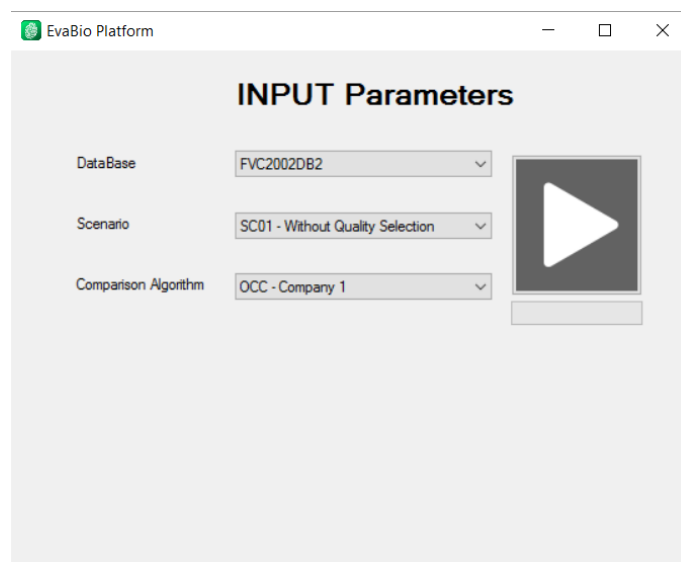 EvaBio Platform
INPUT Parameters
DataBase
FVC2002DB2
Scenario
SC01 - Without Quality Selection
Comparison Algorithm
OCC - Company 1